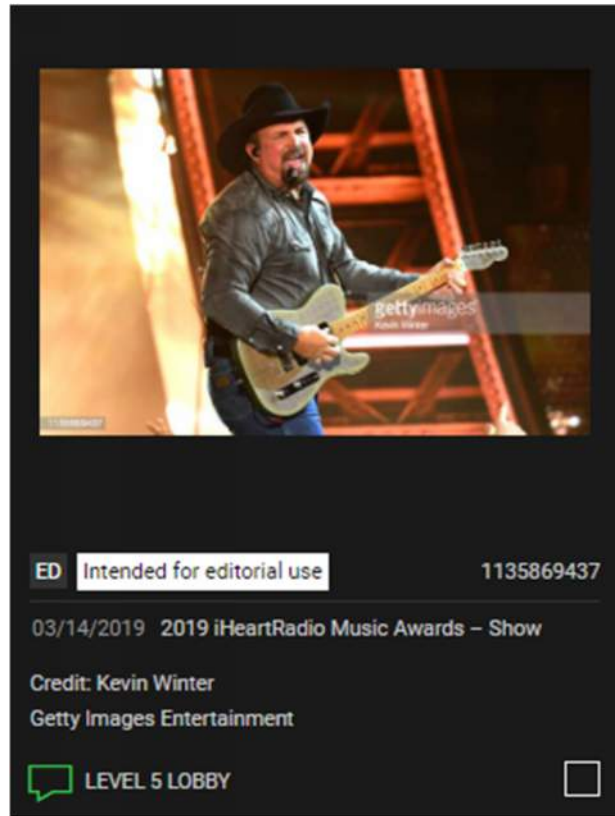 gettyimages
Kevin Winter
1135869437
ED Intended for editorial use 1135869437
03/14/2019 2019 iHeartRadio Music Awards – Show
Credit: Kevin Winter
Getty Images Entertainment
LEVEL 5 LOBBY